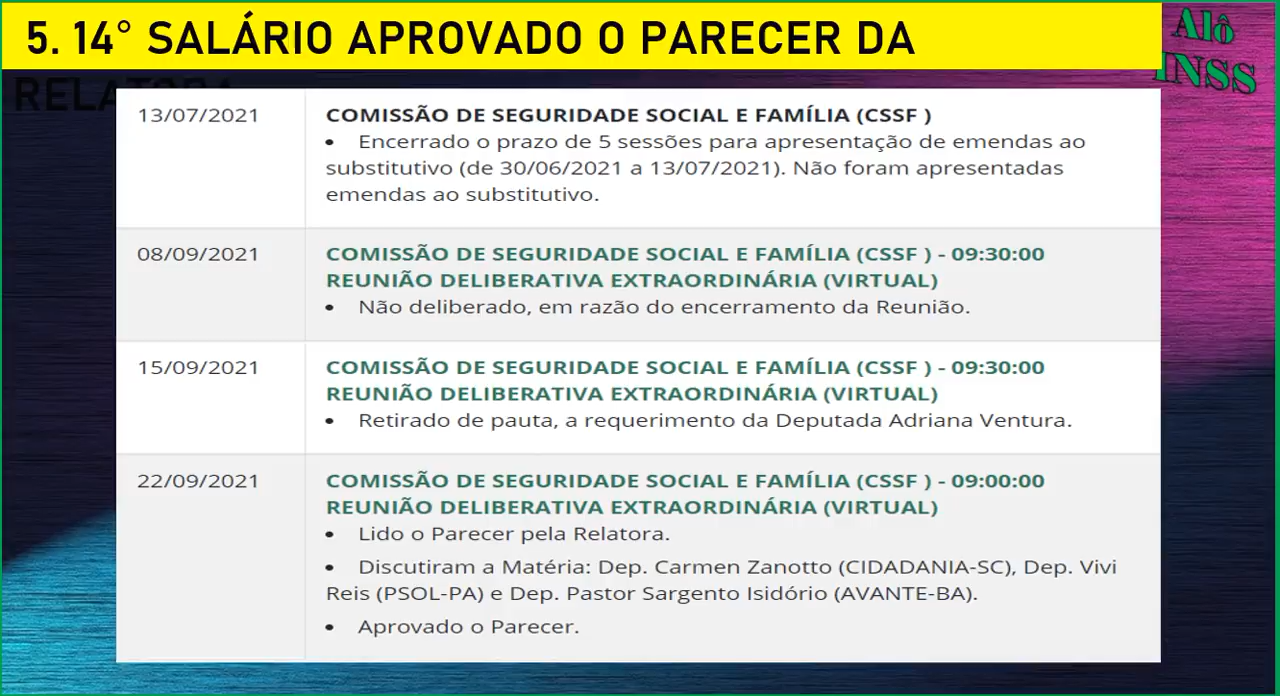 5. 14° SALÁRIO APROVADO O PARECER DA
RELATORA
Alô
INSS
13/07/2021
COMISSÃO DE SEGURIDADE SOCIAL E FAMÍLIA (CSSF )
• Encerrado o prazo de 5 sessões para apresentação de emendas ao
substitutivo (de 30/06/2021 a 13/07/2021). Não foram apresentadas
emendas ao substitutivo.
08/09/2021
COMISSÃO DE SEGURIDADE SOCIAL E FAMÍLIA (CSSF ) - 09:30:00
REUNIÃO DELIBERATIVA EXTRAORDINÁRIA (VIRTUAL)
• Não deliberado, em razão do encerramento da Reunião.
15/09/2021
COMISSÃO DE SEGURIDADE SOCIAL E FAMÍLIA (CSSF ) - 09:30:00
REUNIÃO DELIBERATIVA EXTRAORDINÁRIA (VIRTUAL)
• Retirado de pauta, a requerimento da Deputada Adriana Ventura.
22/09/2021
COMISSÃO DE SEGURIDADE SOCIAL E FAMÍLIA (CSSF ) - 09:00:00
REUNIÃO DELIBERATIVA EXTRAORDINÁRIA (VIRTUAL)
• Lido o Parecer pela Relatora.
• Discutiram a Matéria: Dep. Carmen Zanotto (CIDADANIA-SC), Dep. Vivi
Reis (PSOL-PA) e Dep. Pastor Sargento Isidório (AVANTE-BA).
• Aprovado o Parecer.